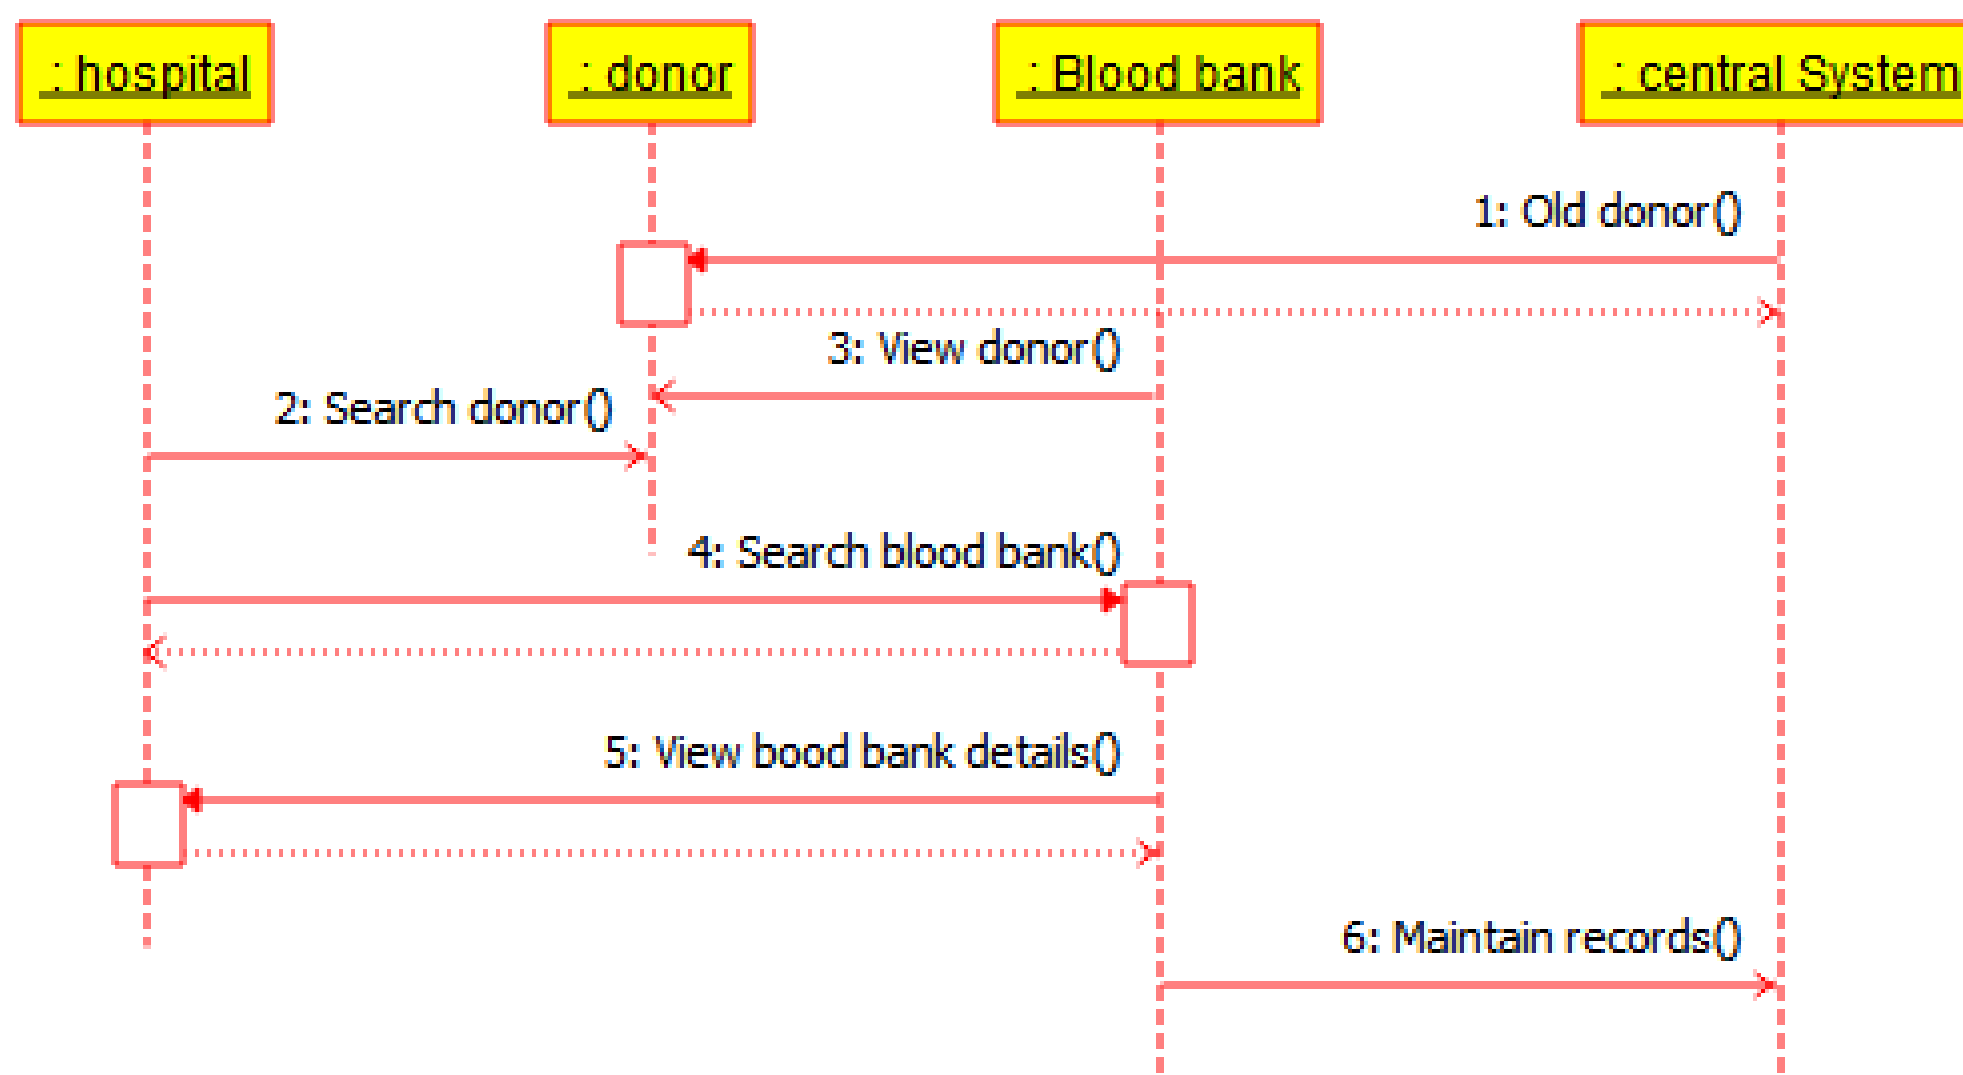 : hospital
: donor
: Blood bank
: central System
1: Old donor()
3: View donor()
2: Search donor()
4: Search blood bank()
5: View bood bank details()
6: Maintain records()